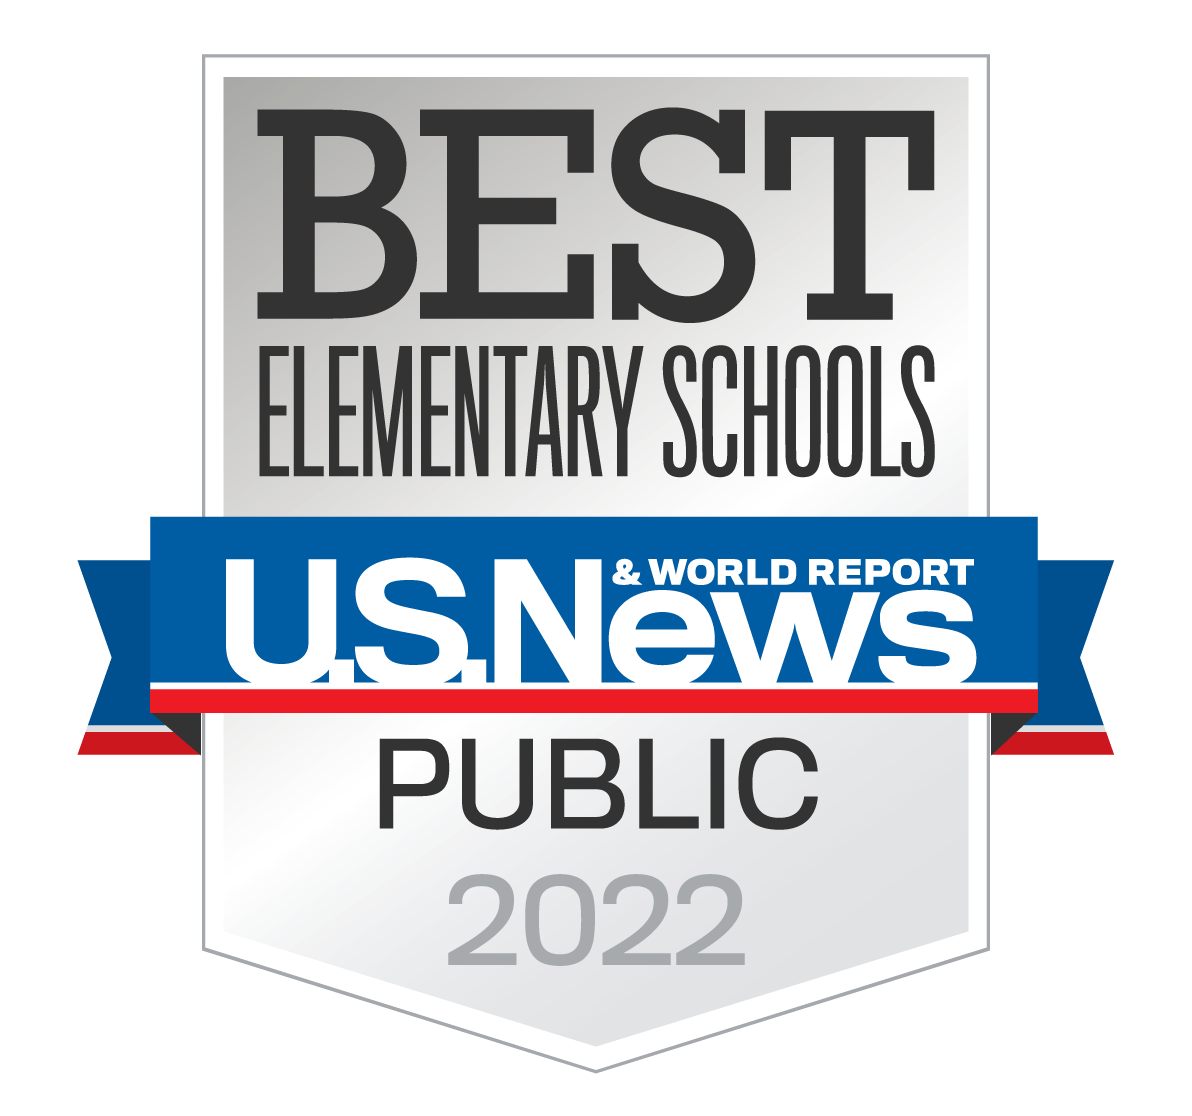 BEST
ELEMENTARY SCHOOLS
& WORLD REPORT
U.S.News
PUBLIC
2022